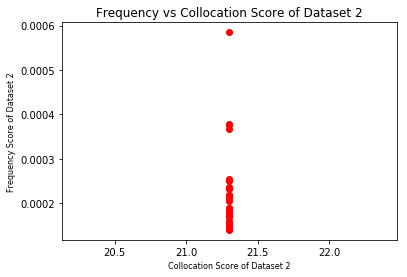 Frequency vs Collocation Score of Dataset 2
0.0006
0.0005
0.0004
0.0003
0.0002
Frequency Score of Dataset 2
20.5 21.0 21.5 22.0
Collocation Score of Dataset 2